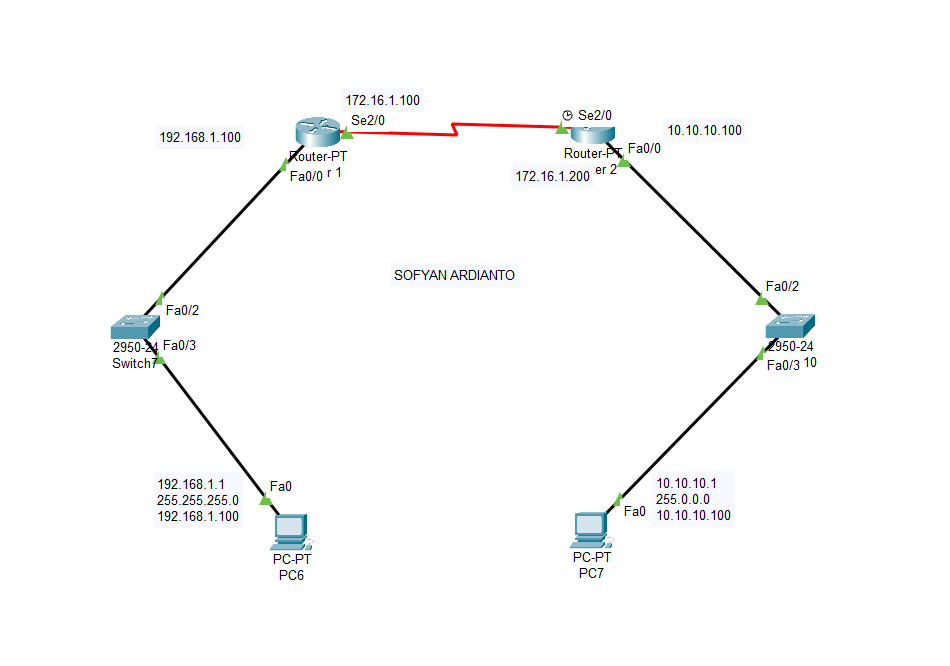 172.16.1.100
Se2/0
Se2/0
192.168.1.100
10.10.10.100
Router-PT
r 1
Fa0/0
Router-PT
er 2
Fa0/0
172.16.1.200
SOFYAN ARDIANTO
Fa0/2
Fa0/2
2950-24
Switch7
Fa0/3
2950-24
10
Fa0/3
192.168.1.1
255.255.255.0
192.168.1.100
Fa0
10.10.10.1
255.0.0.0
10.10.10.100
Fa0
PC-PT
PC6
PC-PT
PC7